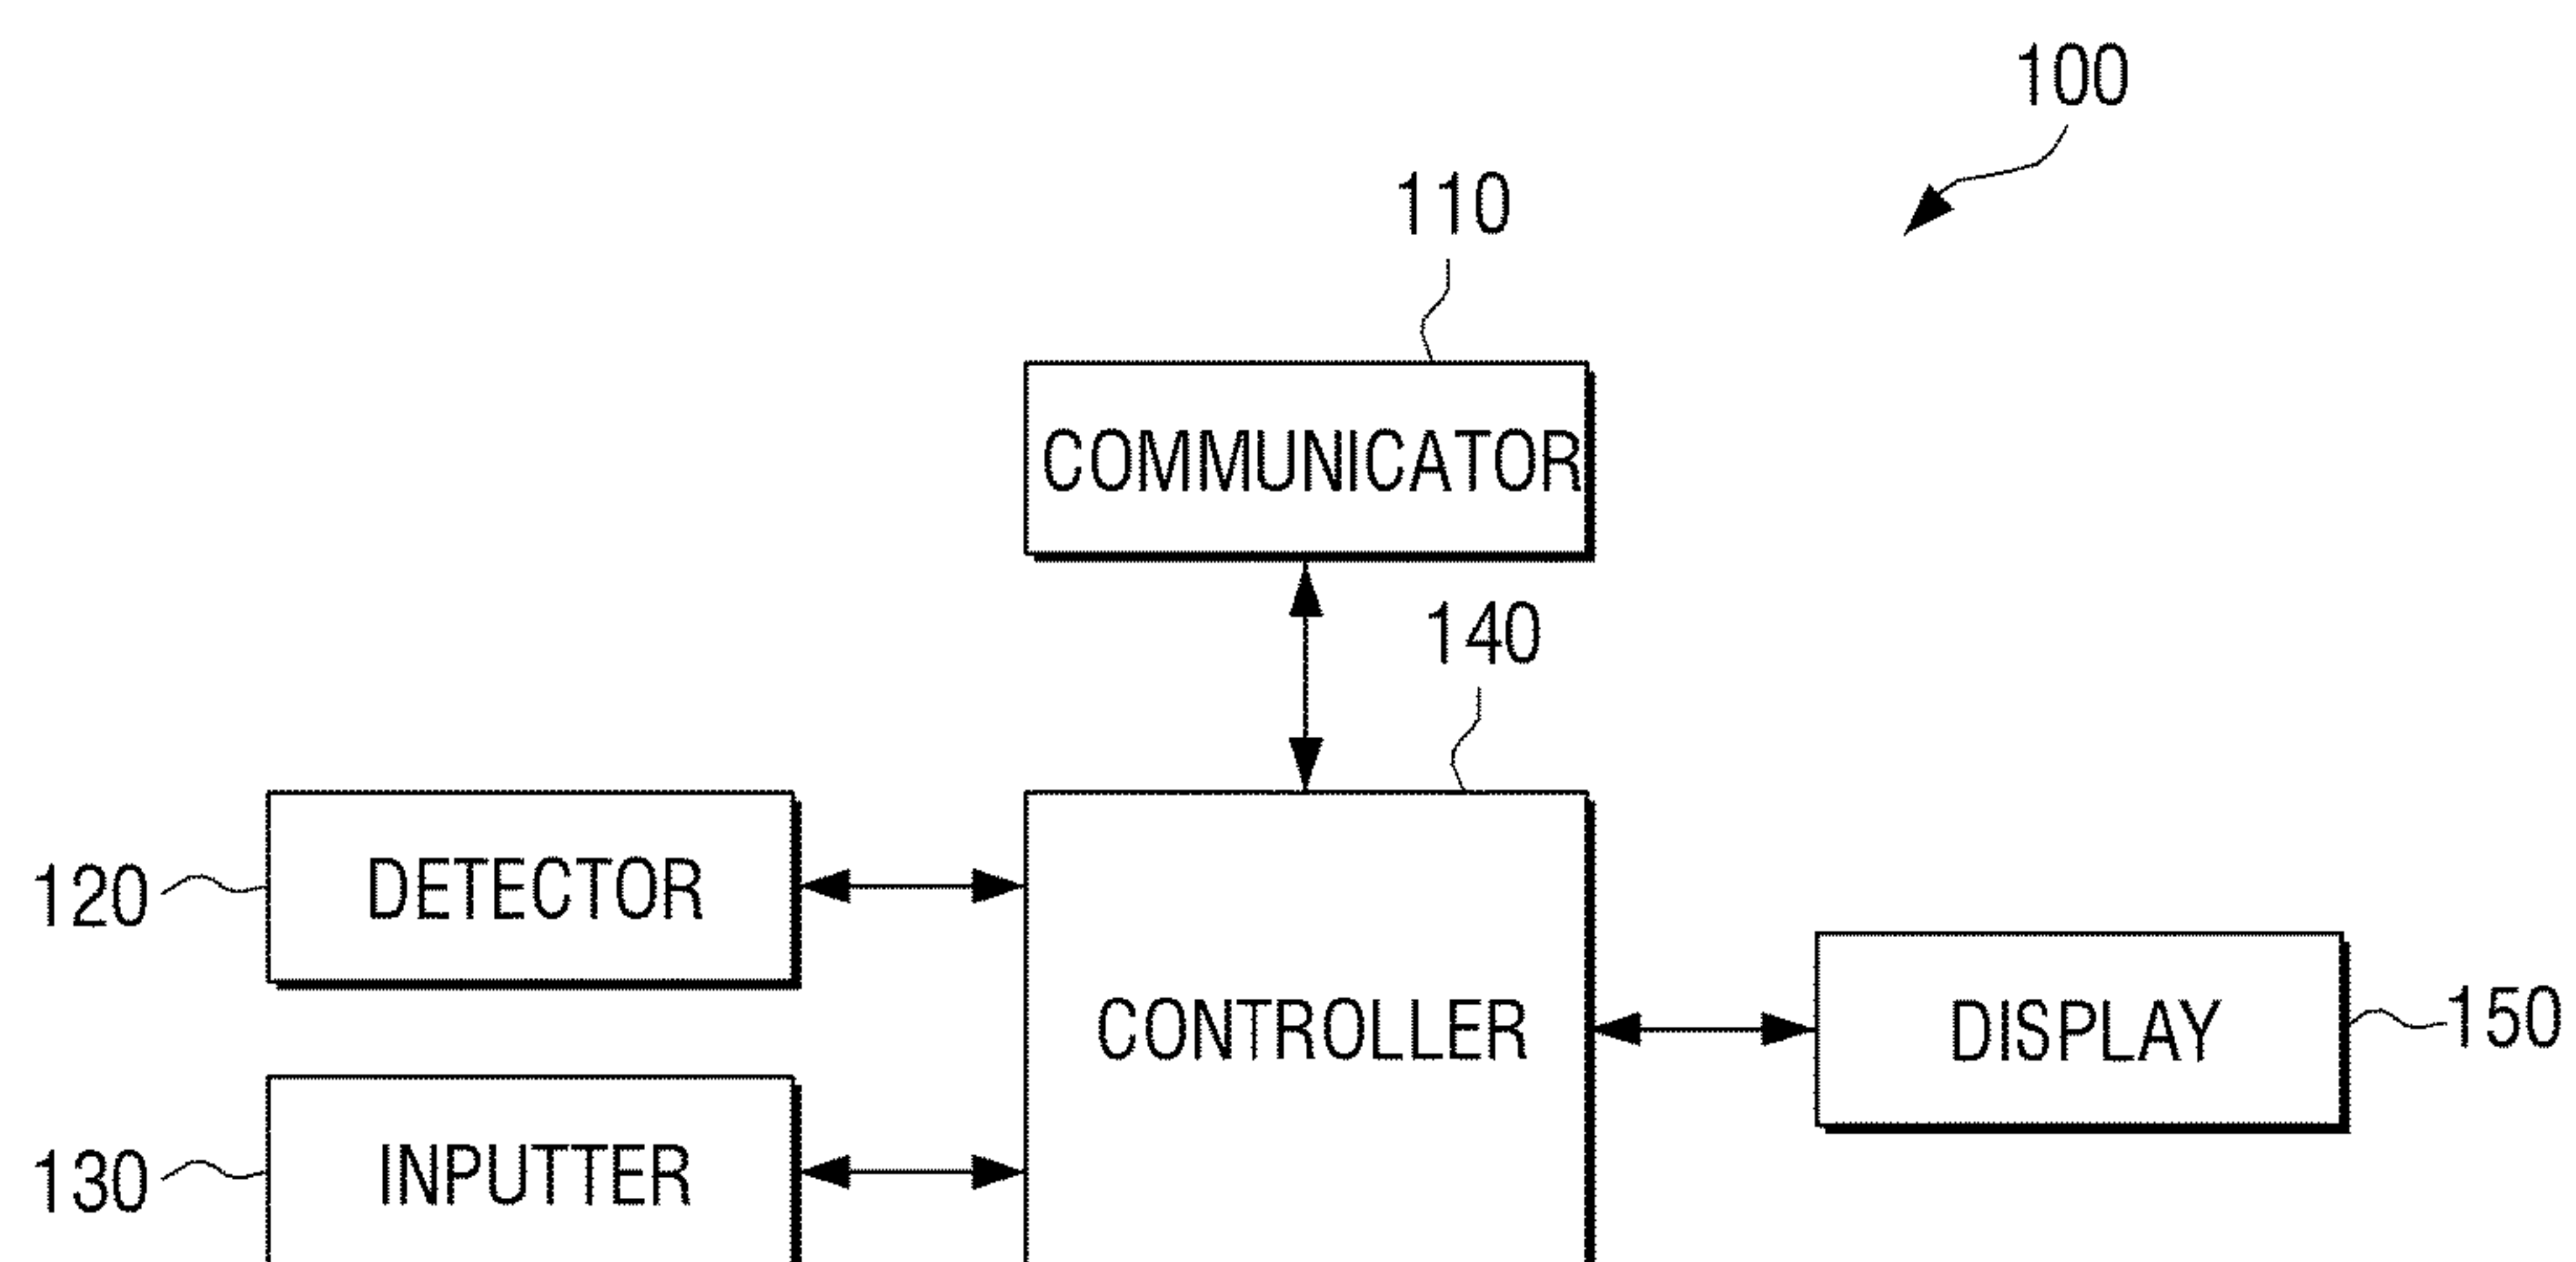 100
110
COMMUNICATOR
140
120
DETECTOR
CONTROLLER
DISPLAY
150
130
INPUTTER